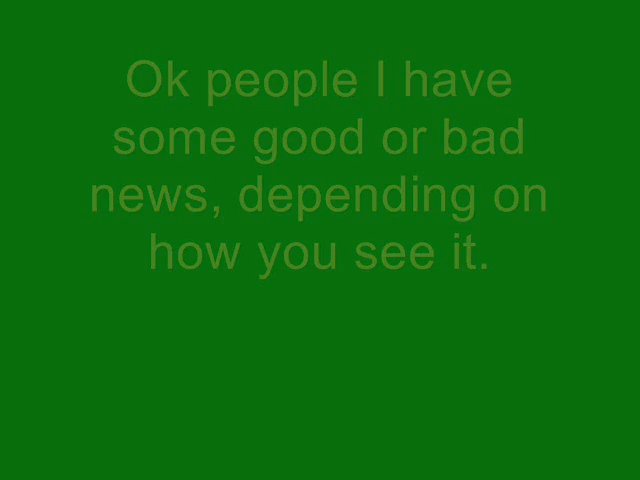 Ok people I have
some good or bad
news, depending on
how you see it.